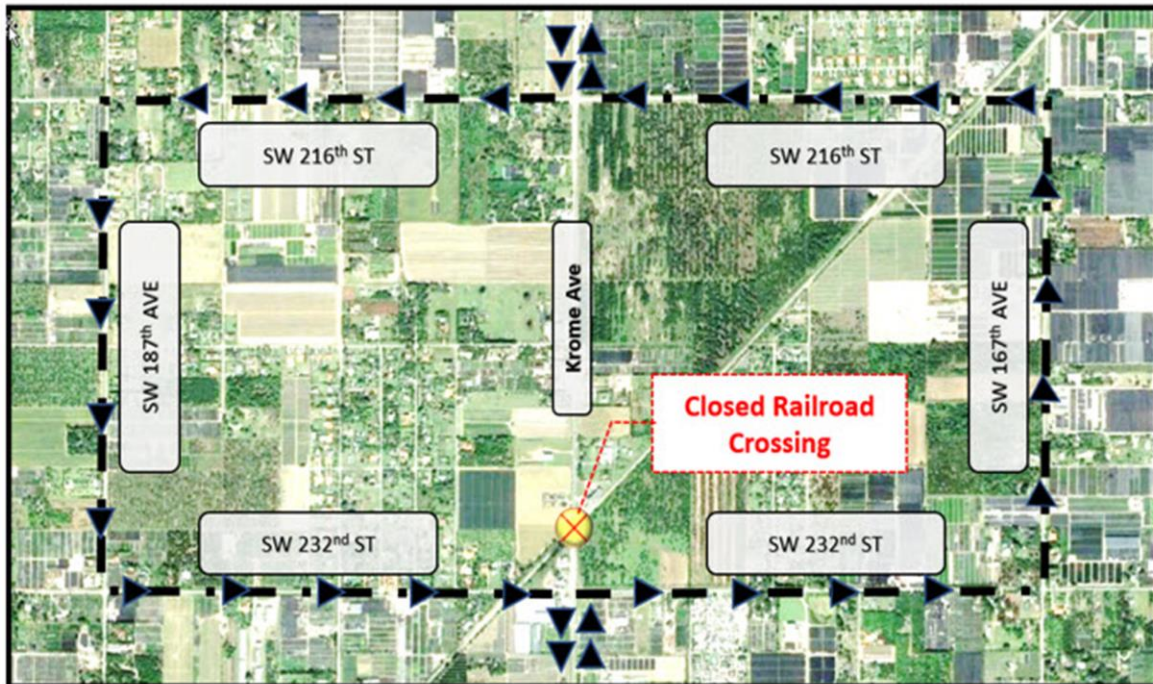 SW 216th ST
SW 216th ST
SW 187th AVE
Krome Ave
SW 167th AVE
Closed Railroad
Crossing
SW 232nd ST
SW 232nd ST